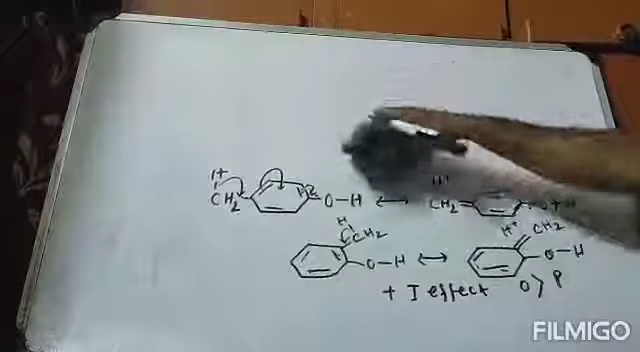 H
CH₂ O-H ↔ H⁺ CH₂=
H
CH₂ O-H ↔ H⁺ CH₂ O-H
+ I effect O > P
FILMIGO